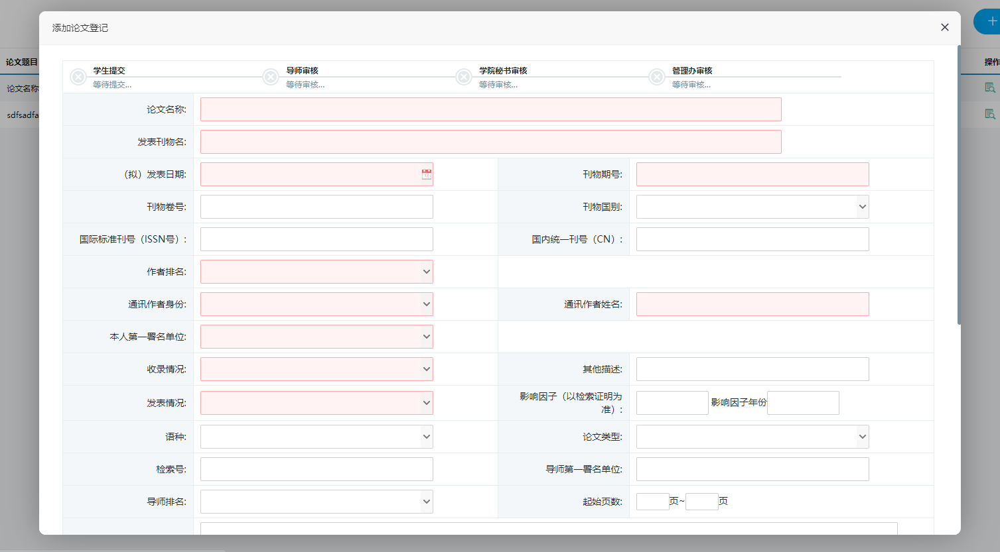 添加论文登记
论文题目
操作
论文名称
sdfsadfa
学生提交
等待提交...
导师审核
等待审核...
学院秘书审核
等待审核...
管理办审核
等待审核...
论文名称:
发表刊物名:
（拟）发表日期:
刊物期号:
刊物卷号:
刊物国别:
国际标准刊号（ISSN号）:
国内统一刊号（CN）:
作者排名:
通讯作者身份:
通讯作者姓名:
本人第一署名单位:
收录情况:
其他描述:
发表情况:
影响因子（以检索证明为
准）:
影响因子年份
语种:
论文类型:
检索号:
导师第一署名单位:
导师排名:
起始页数:
页~
页